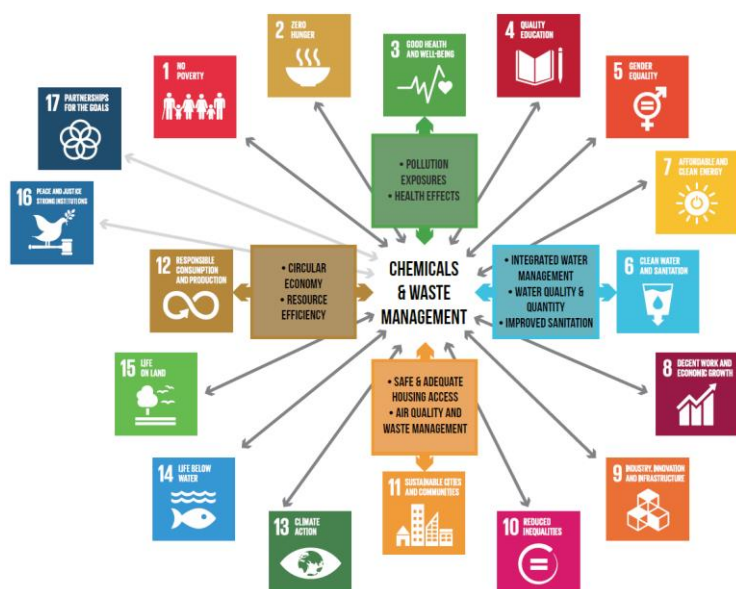 1 NO
POVERTY
2 ZERO
HUNGER
3 GOOD HEALTH
AND WELL-BEING
4 QUALITY
EDUCATION
5 GENDER
EQUALITY
17 PARTNERSHIPS
FOR THE GOALS
16 PEACE AND JUSTICE
STRONG INSTITUTIONS
7 AFFORDABLE AND
CLEAN ENERGY
• POLLUTION
EXPOSURES
• HEALTH EFFECTS
12 RESPONSIBLE
CONSUMPTION
AND PRODUCTION
• CIRCULAR
ECONOMY
• RESOURCE
EFFICIENCY
CHEMICALS
& WASTE
MANAGEMENT
• INTEGRATED WATER
MANAGEMENT
• WATER QUALITY &
QUANTITY
• IMPROVED SANITATION
6 CLEAN WATER
AND SANITATION
15 LIFE
ON LAND
• SAFE & ADEQUATE
HOUSING ACCESS
• AIR QUALITY AND
WASTE MANAGEMENT
8 DECENT WORK AND
ECONOMIC GROWTH
14 LIFE BELOW
WATER
13 CLIMATE
ACTION
11 SUSTAINABLE CITIES
AND COMMUNITIES
10 REDUCED
INEQUALITIES
9 INDUSTRY, INNOVATION
AND INFRASTRUCTURE